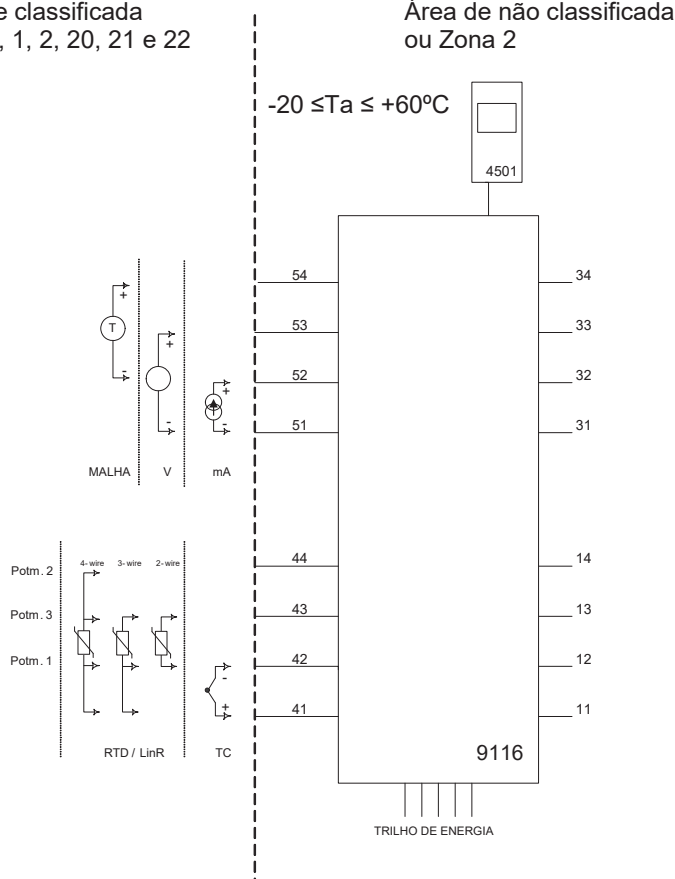 e classificada
, 1, 2, 20, 21 e 22
Área de não classificada
ou Zona 2
-20 ≤Ta ≤ +60ºC
4501
54
53
52
51
34
33
32
31
T
+
-
+
-
+
-
MALHA
V
mA
44
43
42
41
14
13
12
11
Potm. 2
Potm. 3
Potm. 1
4-wire
3-wire
2-wire
-
+
RTD / LinR
TC
9116
TRILHO DE ENERGIA